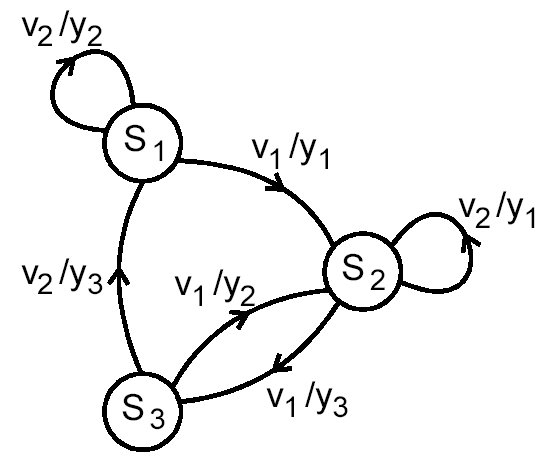 v₂/y₂
S₁
v₁/y₁
v₂/y₁
S₂
v₂/y₃
v₁/y₂
v₁/y₃
S₃